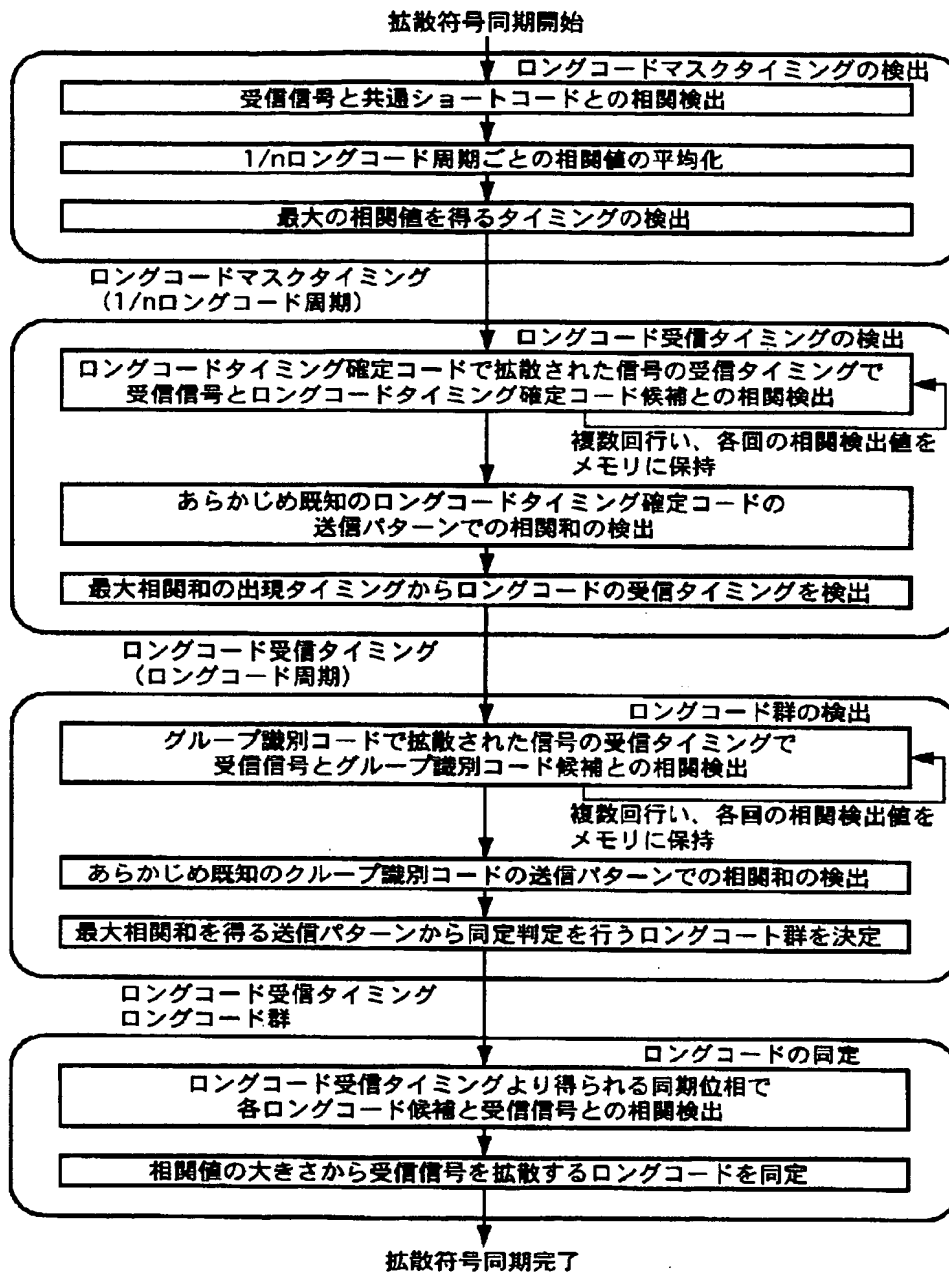 拡散符号同期開始
ロングコードマスクタイミングの検出
受信信号と共通ショートコードとの相関検出
1/nロングコード周期ごとの相関値の平均化
最大の相関値を得るタイミングの検出
ロングコードマスクタイミング
(1/nロングコード周期)
ロングコード受信タイミングの検出
ロングコードタイミング確定コードで拡散された信号の受信タイミングで
受信信号とロングコードタイミング確定コード候補との相関検出
複数回行い、各回の相関検出値を
メモリに保持
あらかじめ既知のロングコードタイミング確定コードの
送信パターンでの相関和の検出
最大相関和の出現タイミングからロングコードの受信タイミングを検出
ロングコード受信タイミング
(ロングコード周期)
ロングコード群の検出
グループ識別コードで拡散された信号の受信タイミングで
受信信号とグループ識別コード候補との相関検出
複数回行い、各回の相関検出値を
メモリに保持
あらかじめ既知のクループ識別コードの送信パターンでの相関和の検出
最大相関和を得る送信パターンから同定判定を行うロングコート群を決定
ロングコード受信タイミング
ロングコード群
ロングコードの同定
ロングコード受信タイミングより得られる同期位相で
各ロングコード候補と受信信号との相関検出
相関値の大きさから受信信号を拡散するロングコードを同定
拡散符号同期完了